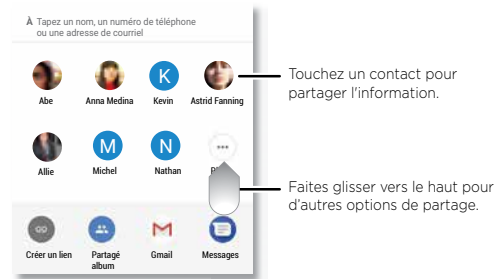 À Tapez un nom, un numéro de téléphone
ou une adresse de courriel
K
Abe Anna Medina Kevin Astrid Fanning
Touchez un contact pour
partager l'information.
M N
Allie Michel Nathan
Faites glisser vers le haut pour
d'autres options de partage.
Créer un lien Partagé Gmail Messages
album